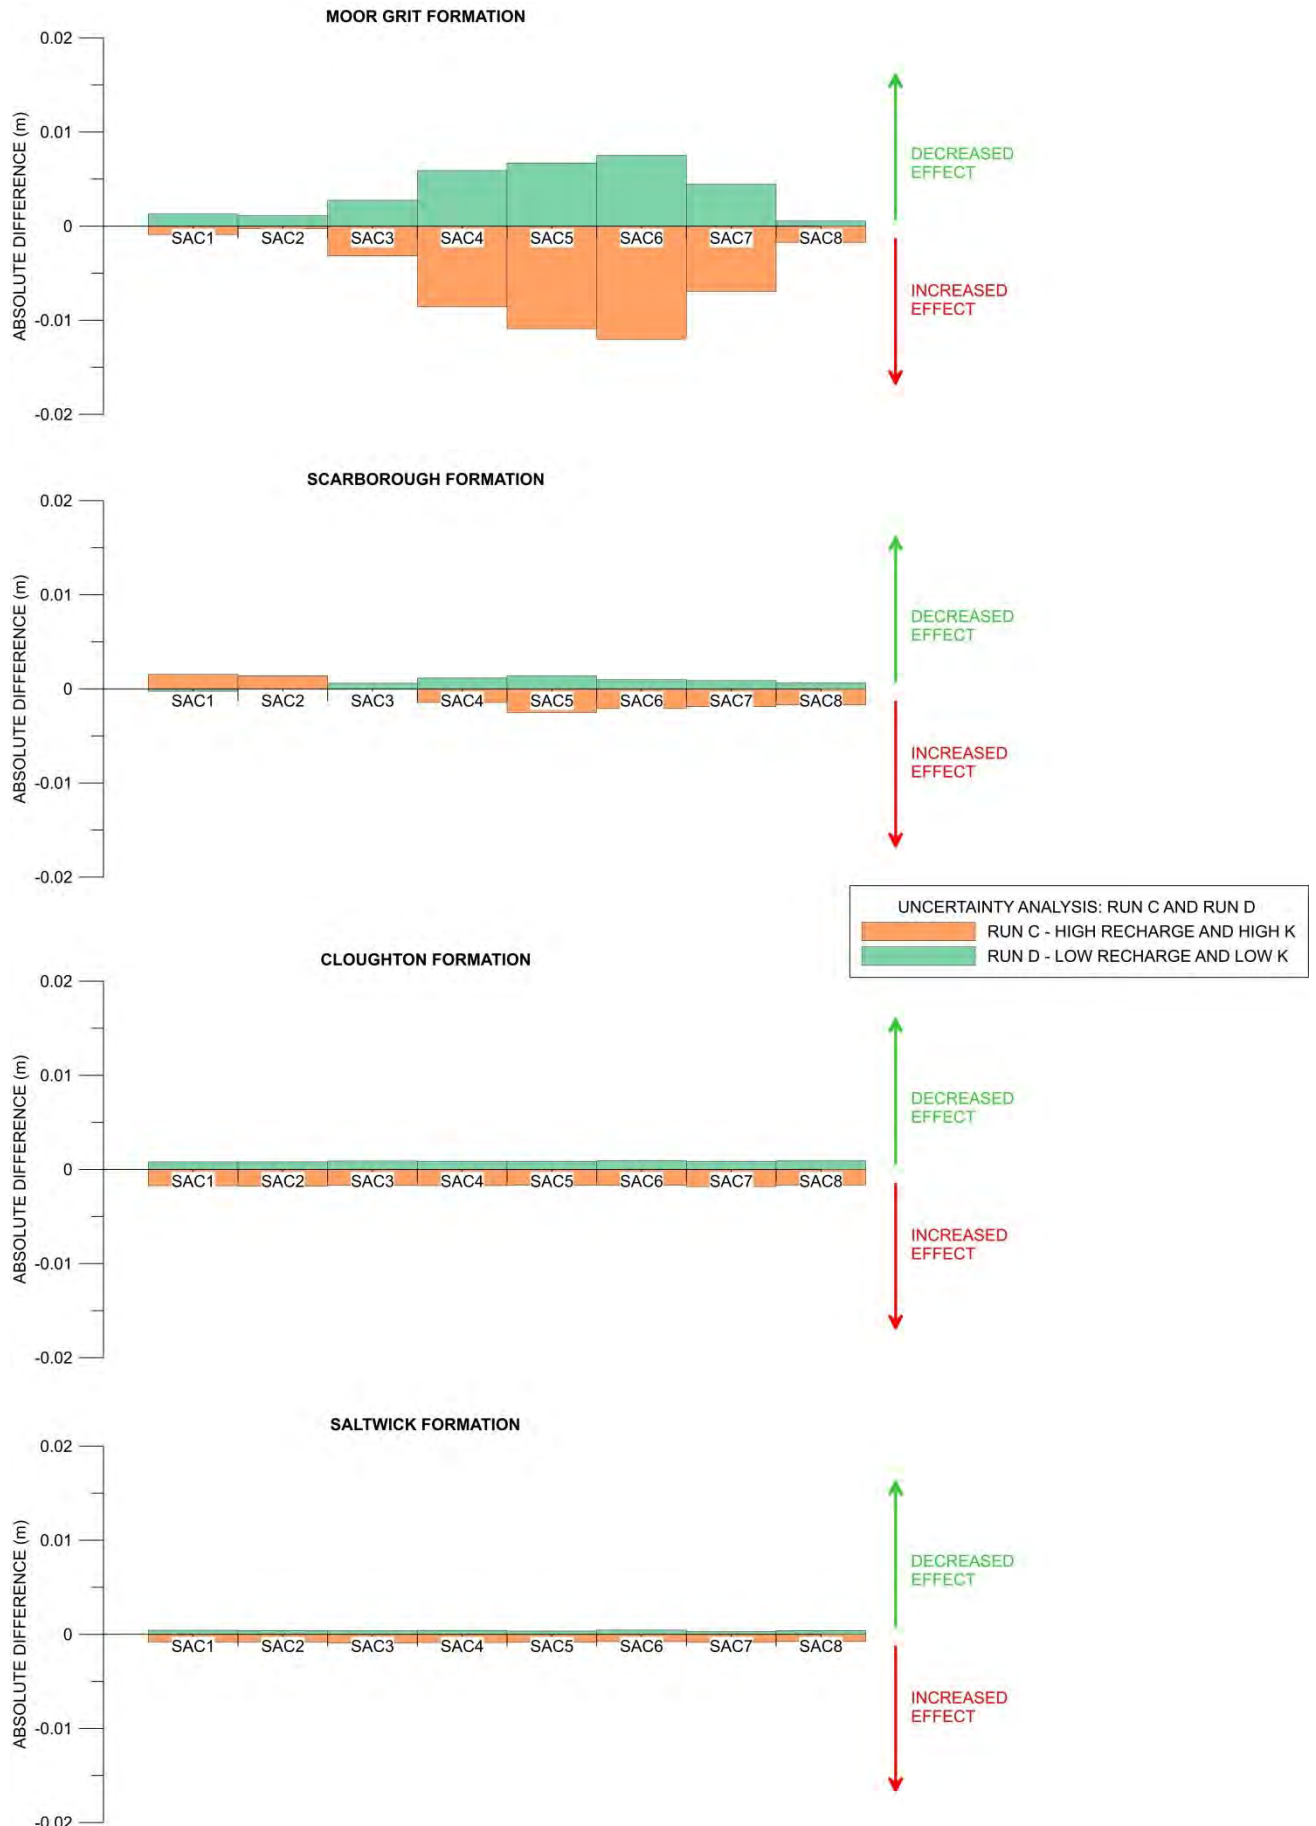 MOOR GRIT FORMATION
0.02
0.01
0
-0.01
-0.02
ABSOLUTE DIFFERENCE (m)
SAC1 SAC2 SAC3 SAC4 SAC5 SAC6 SAC7 SAC8
DECREASED
EFFECT
INCREASED
EFFECT
SCARBOROUGH FORMATION
0.02
0.01
0
-0.01
-0.02
ABSOLUTE DIFFERENCE (m)
SAC1 SAC2 SAC3 SAC4 SAC5 SAC6 SAC7 SAC8
DECREASED
EFFECT
INCREASED
EFFECT
UNCERTAINTY ANALYSIS: RUN C AND RUN D
RUN C - HIGH RECHARGE AND HIGH K
RUN D - LOW RECHARGE AND LOW K
CLOUGHTON FORMATION
0.02
0.01
0
-0.01
-0.02
ABSOLUTE DIFFERENCE (m)
SAC1 SAC2 SAC3 SAC4 SAC5 SAC6 SAC7 SAC8
DECREASED
EFFECT
INCREASED
EFFECT
SALTWICK FORMATION
0.02
0.01
0
-0.01
-0.02
ABSOLUTE DIFFERENCE (m)
SAC1 SAC2 SAC3 SAC4 SAC5 SAC6 SAC7 SAC8
DECREASED
EFFECT
INCREASED
EFFECT